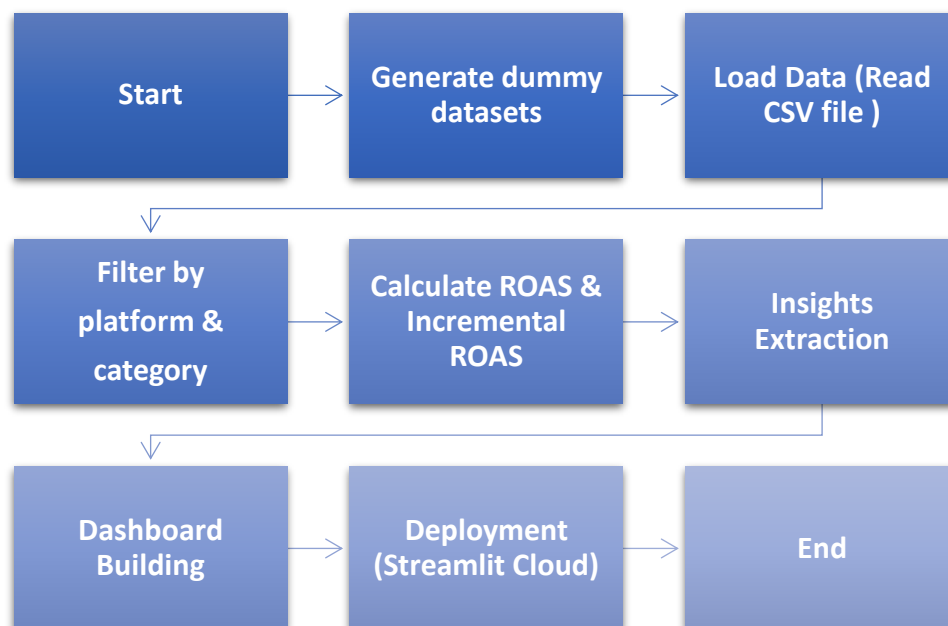 Start
Generate dummy
datasets
Load Data (Read
CSV file )
Filter by
platform &
category
Calculate ROAS &
Incremental
ROAS
Insights
Extraction
Dashboard
Building
Deployment
(Streamlit Cloud)
End